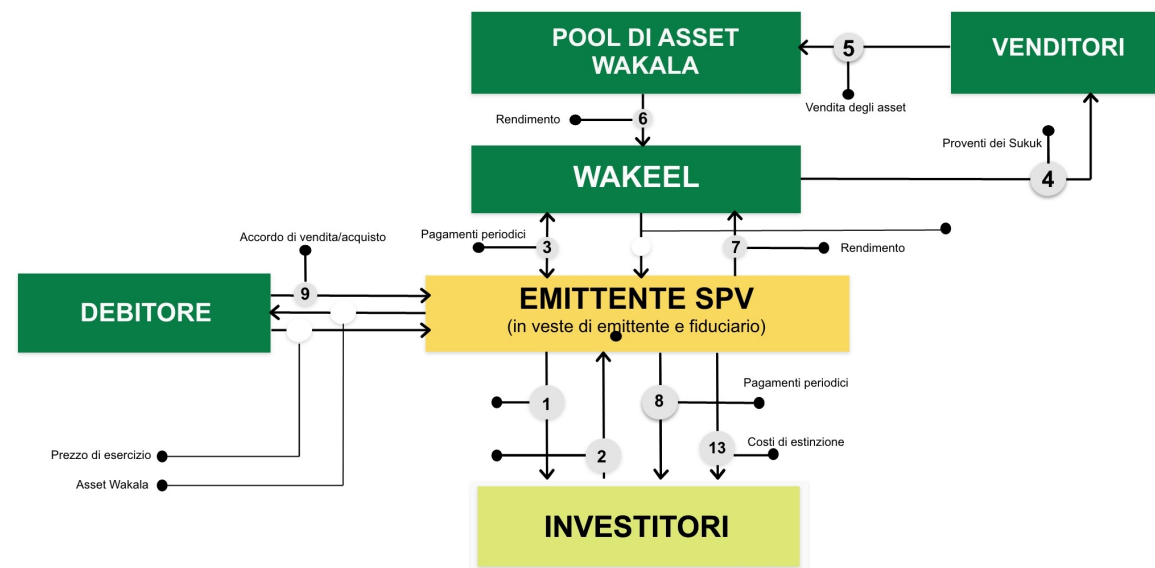 POOL DI ASSET
WAKALA
5
VENDITORI
Vendita degli asset
Rendimento
6
Proventi dei Sukuk
WAKEEL
4
Accordo di vendita/acquisto
Pagamenti periodici
3
7
Rendimento
9
DEBITORE
EMITTENTE SPV
(in veste di emittente e fiduciario)
Pagamenti periodici
1
8
Costi di estinzione
13
2
Prezzo di esercizio
Asset Wakala
INVESTITORI